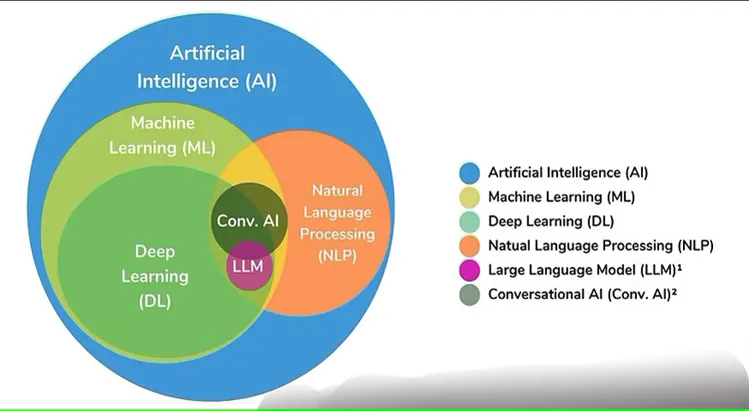 Artificial
Intelligence (AI)
Machine
Learning (ML)
Natural
Language
Processing
(NLP)
Conv. AI
LLM
Deep
Learning
(DL)
Artificial Intelligence (AI)
Machine Learning (ML)
Deep Learning (DL)
Natual Language Processing (NLP)
Large Language Model (LLM)¹
Conversational AI (Conv. AI)²